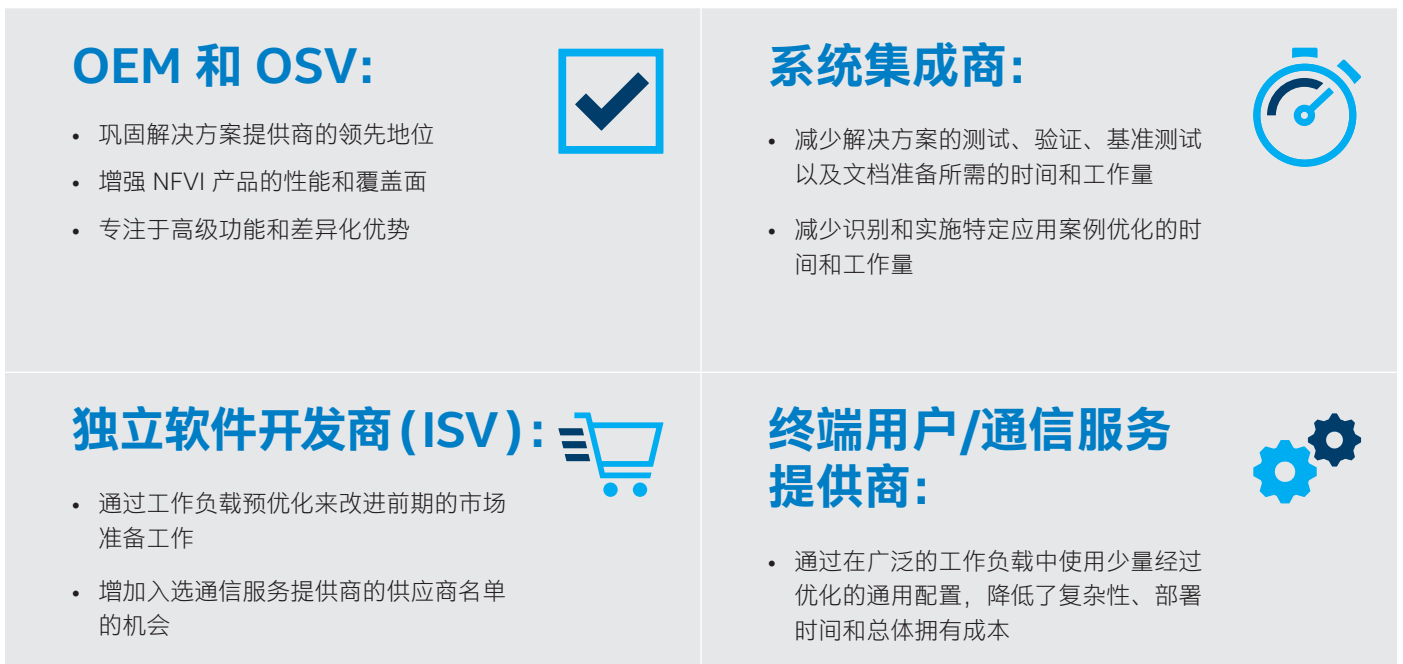 OEM 和 OSV:
• 巩固解决方案提供商的领先地位
• 增强 NFVI 产品的性能和覆盖面
• 专注于高级功能和差异化优势
系统集成商:
• 减少解决方案的测试、验证、基准测试
以及文档准备所需的时间和工作量
• 减少识别和实施特定应用案例优化的时
间和工作量
独立软件开发商(ISV):
• 通过工作负载预优化来改进前期的市场
准备工作
• 增加入选通信服务提供商的供应商名单
的机会
终端用户/通信服务
提供商:
• 通过在广泛的工作负载中使用少量经过
优化的通用配置，降低了复杂性、部署
时间和总体拥有成本